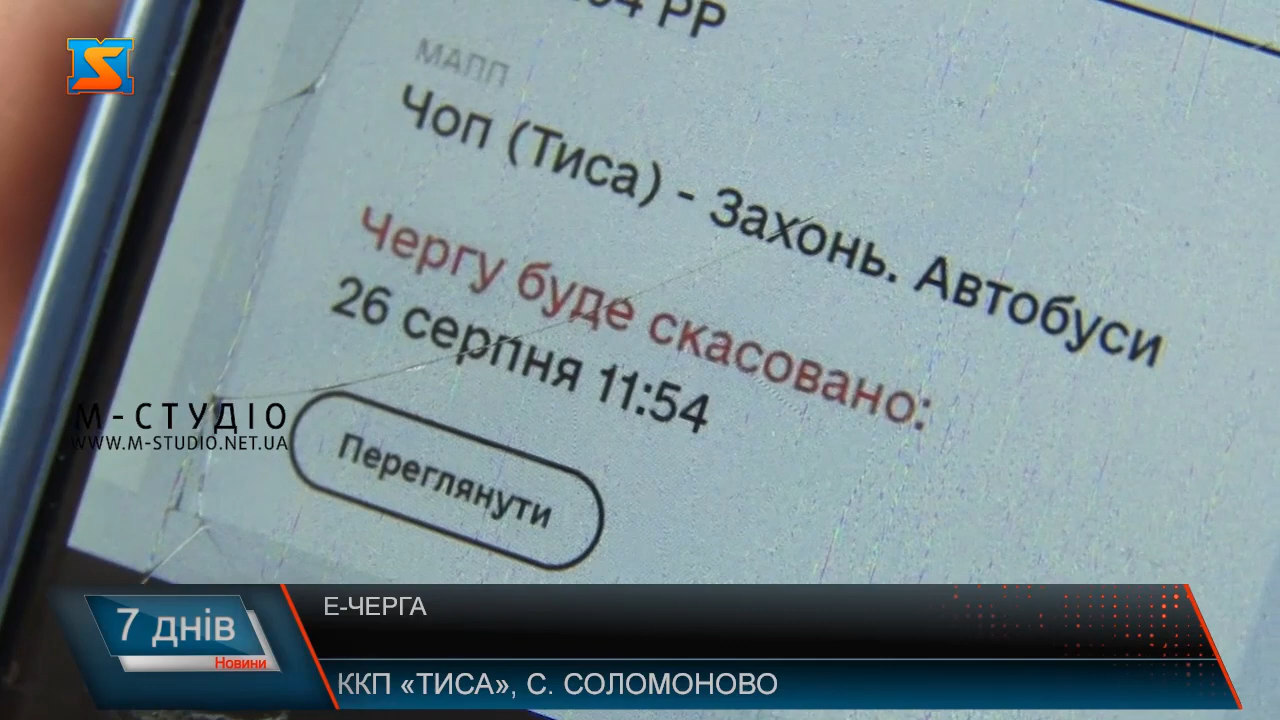 РР
МАПП
Чоп (Тиса) - Захонь. Автобуси
Чергу буде скасовано:
26 серпня 11:54
Переглянути
М-СТУДІО
WWW.M-STUDIO.NET.UA
7 днів
Новини
Е-ЧЕРГА
ККП «ТИСА», С. СОЛОМОНОВО